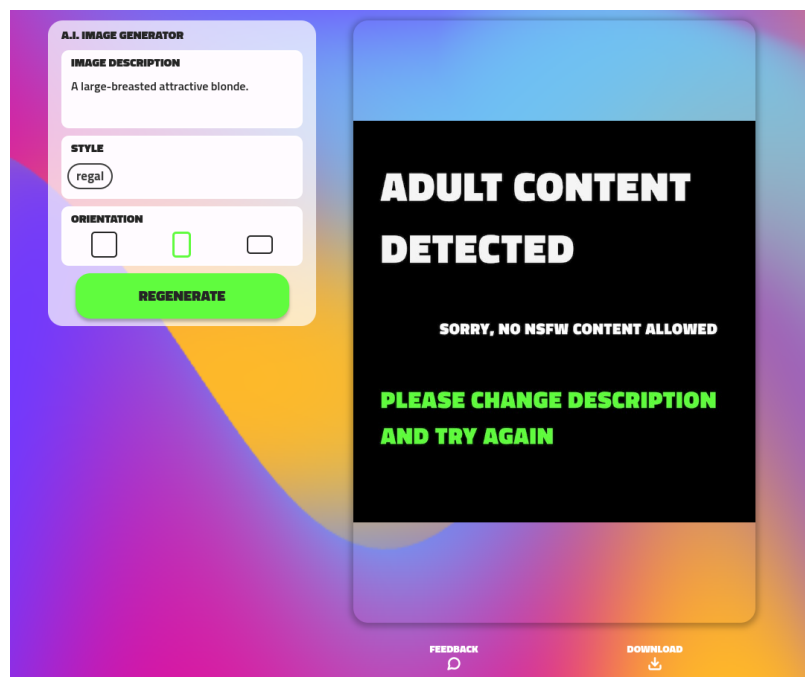 A.I. IMAGE GENERATOR
IMAGE DESCRIPTION
A large-breasted attractive blonde.
STYLE
regal
ORIENTATION
REGENERATE
ADULT CONTENT
DETECTED
SORRY, NO NSFW CONTENT ALLOWED
PLEASE CHANGE DESCRIPTION
AND TRY AGAIN
FEEDBACK
DOWNLOAD